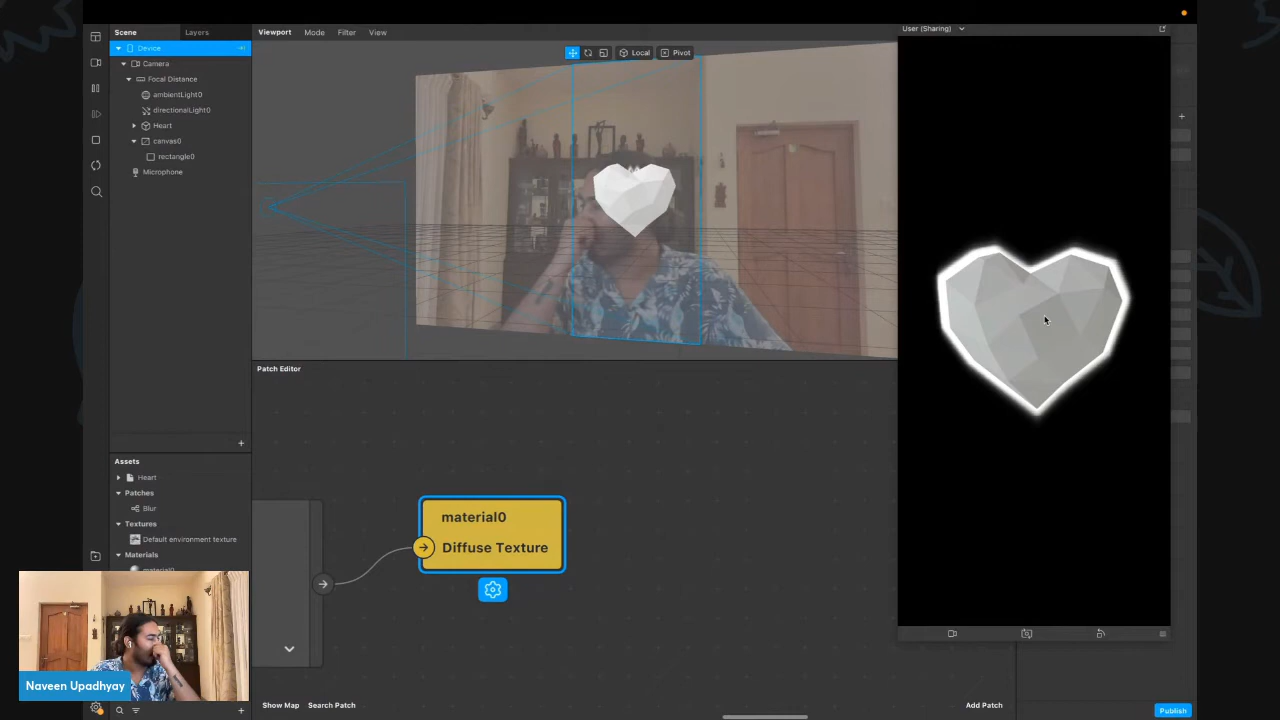 Scene
Layers
Device
Camera
Focal Distance
ambientLight0
directionalLight0
Heart
canvas0
rectangle0
Microphone
Assets
Heart
Patches
Blur
Textures
Default environment texture
Materials
material0
Viewport
Mode
Filter
View
Local
Pivot
Patch Editor
material0
Diffuse Texture
Show Map
Search Patch
Add Patch
User (Sharing)
Publish
Naveen Upadhyay